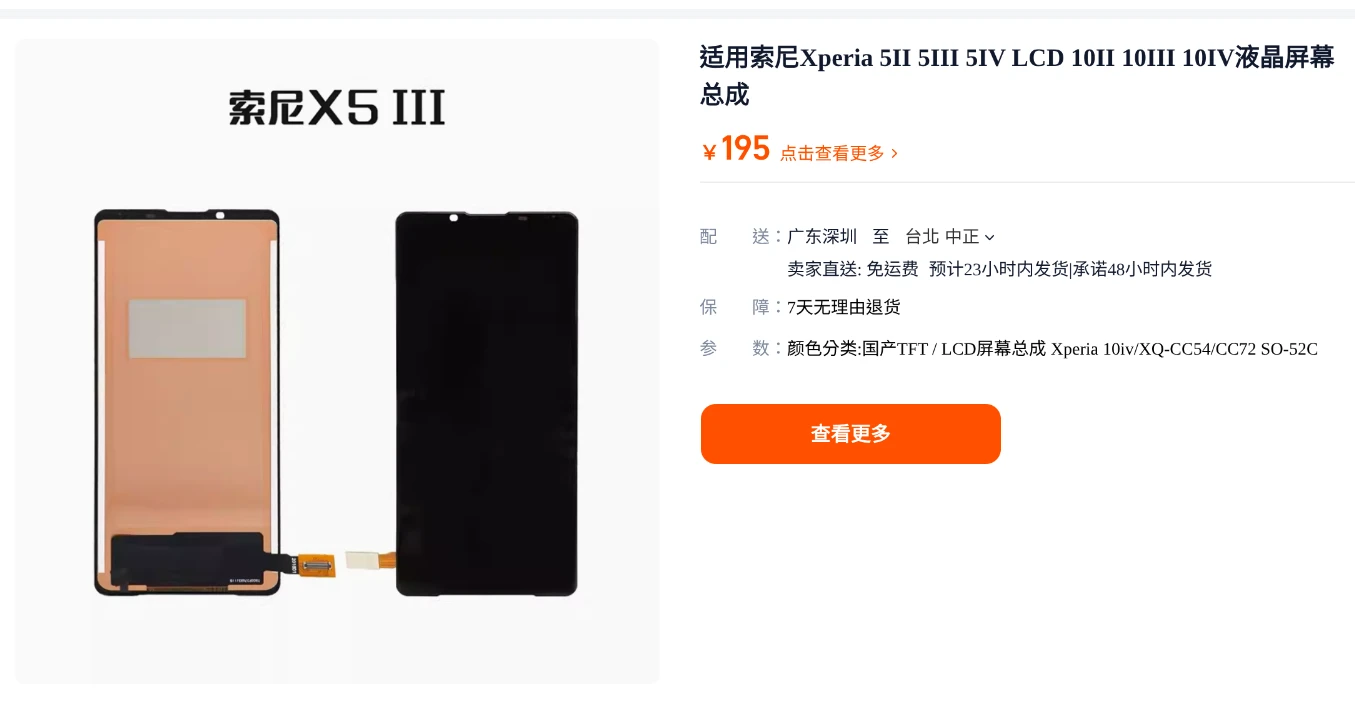 索尼X5 III
适用索尼Xperia 5II 5III 5IV LCD 10II 10III 10IV液晶屏幕
总成
¥195 点击查看更多 >
配 送：广东深圳 至 台北 中正
卖家直送: 免运费 预计23小时内发货|承诺48小时内发货
保 障：7天无理由退货
参 数：颜色分类:国产TFT / LCD屏幕总成 Xperia 10iv/XQ-CC54/CC72 SO-52C
查看更多